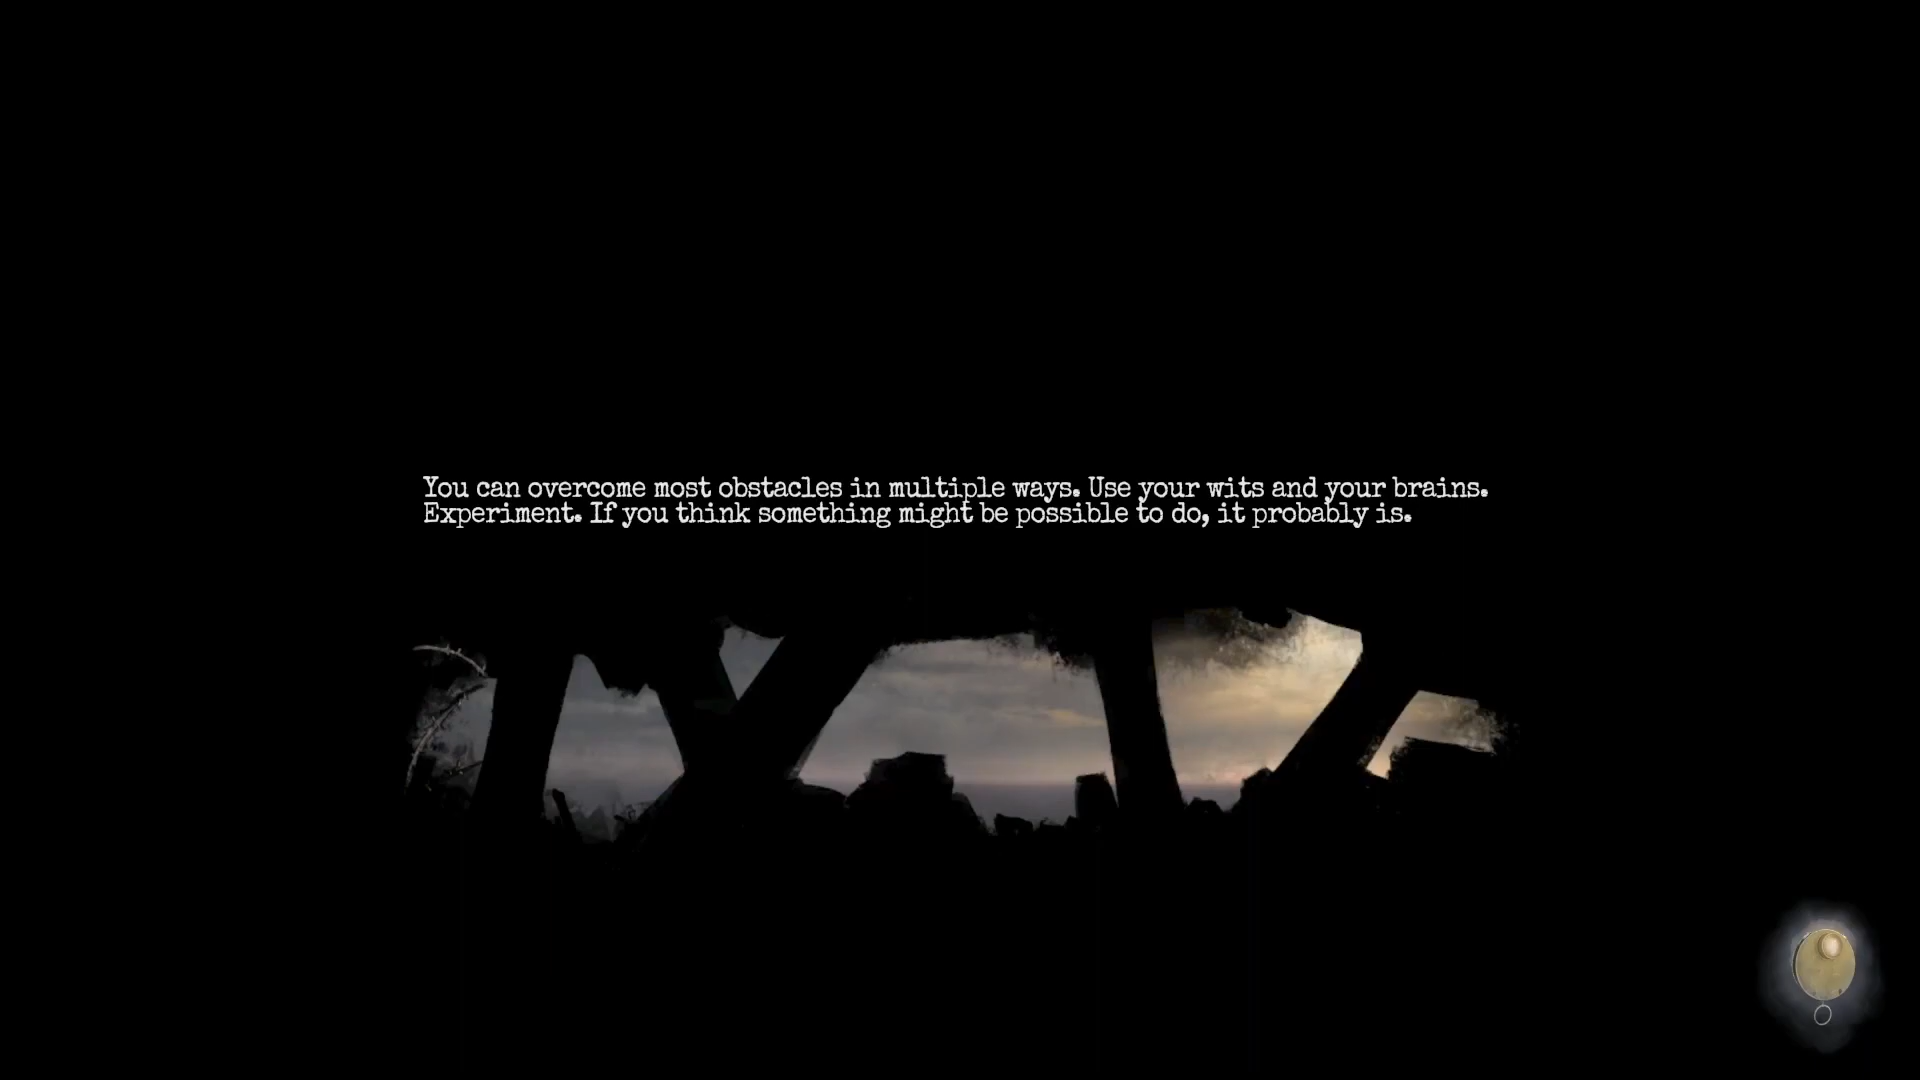 You can overcome most obstacles in multiple ways. Use your wits and your brains.
Experiment. If you think something might be possible to do, it probably is.